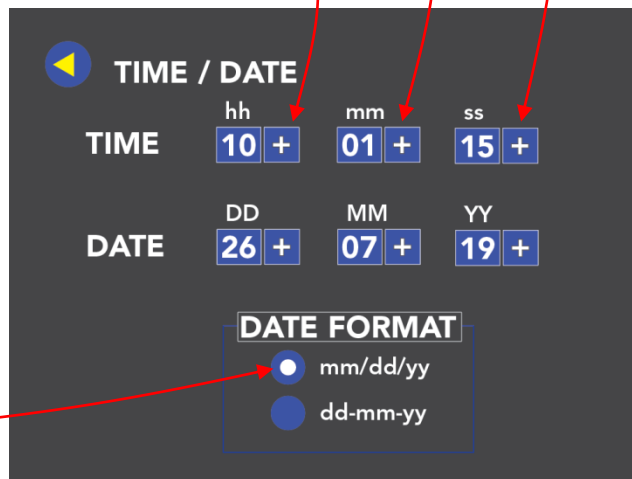 TIME / DATE
hh mm ss
TIME 10 + 01 + 15 +
DD MM YY
DATE 26 + 07 + 19 +
DATE FORMAT
mm/dd/yy
dd-mm-yy